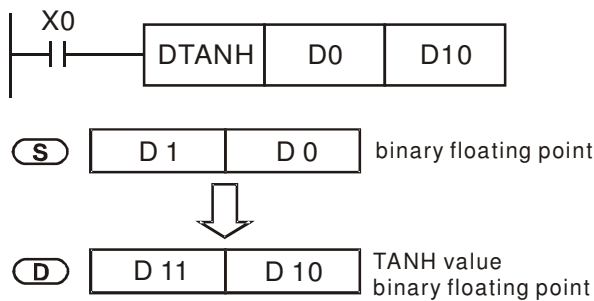 X0
DTANH D0 D10
S D 1 D 0 binary floating point
D D 11 D 10 TANH value
binary floating point